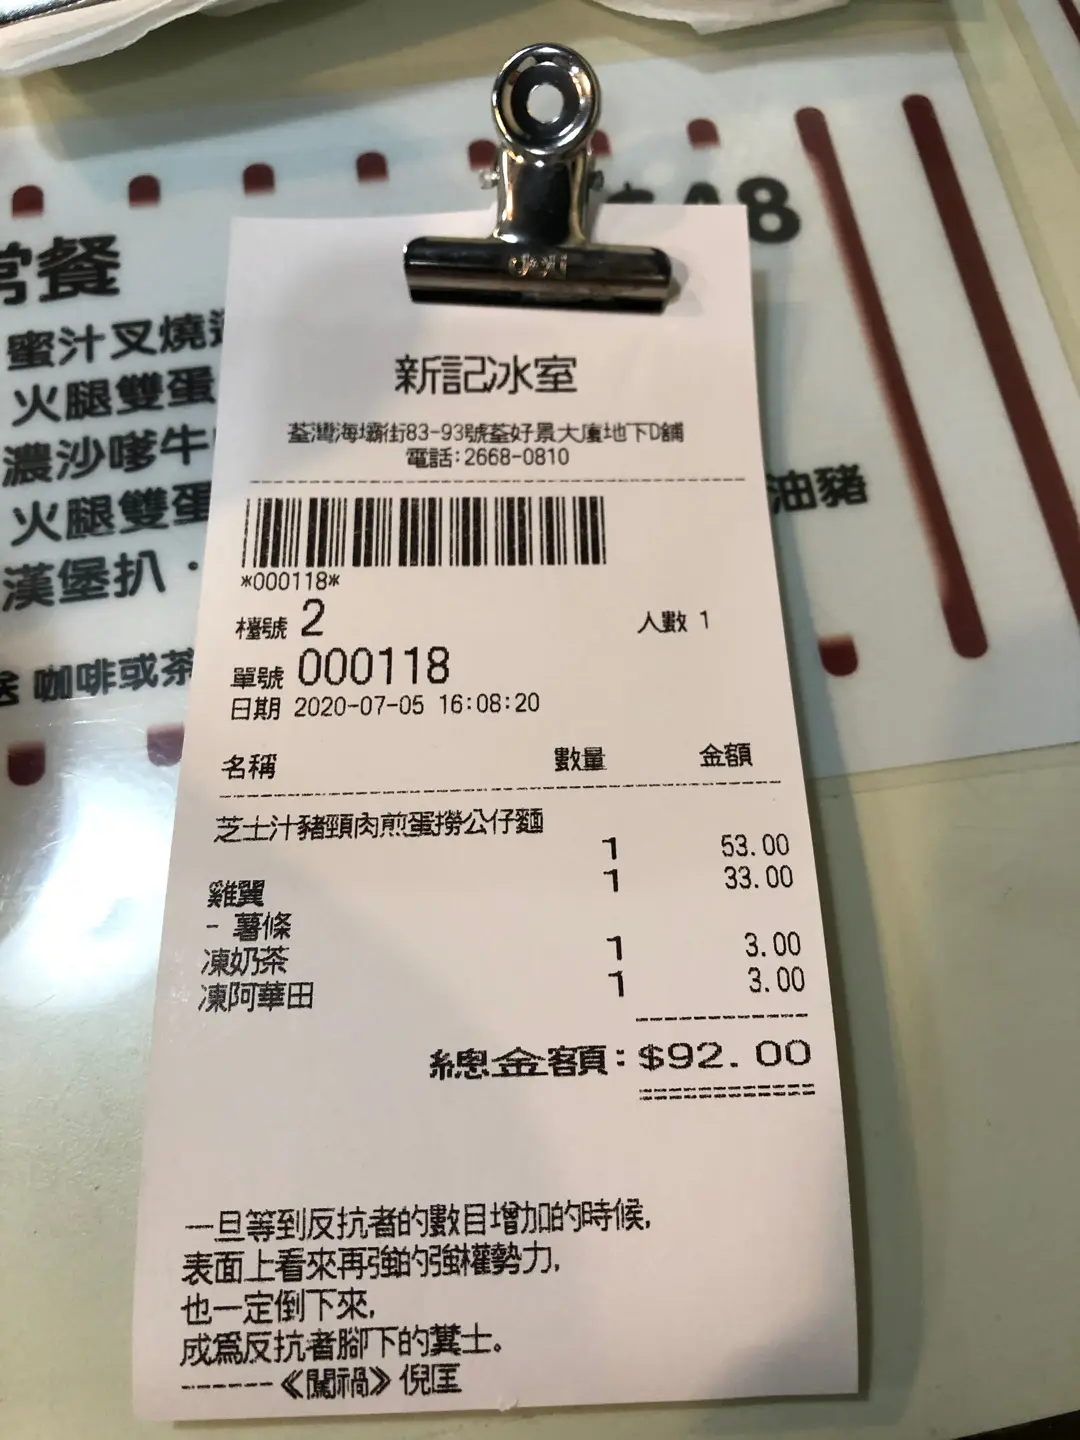 $48
常餐
蜜汁叉燒
火腿雙蛋
濃沙嗲牛
火腿雙蛋
油豬
漢堡扒・
咖啡或茶
新記冰室
荃灣海壩街83-93號荃好景大廈地下D舖
電話:2668-0810
*000118*
檯號 2 人數 1
單號 000118
日期 2020-07-05 16:08:20
名稱 數量 金額
芝士汁豬頸肉煎蛋撈公仔麵
1 53.00
雞翼 1 33.00
- 薯條
凍奶茶 1 3.00
凍阿華田 1 3.00
總金額:$92.00
一旦等到反抗者的數目增加的時候,
表面上看來再強的強權勢力,
也一定倒下來,
成爲反抗者腳下的糞土。
------《闖禍》倪匡